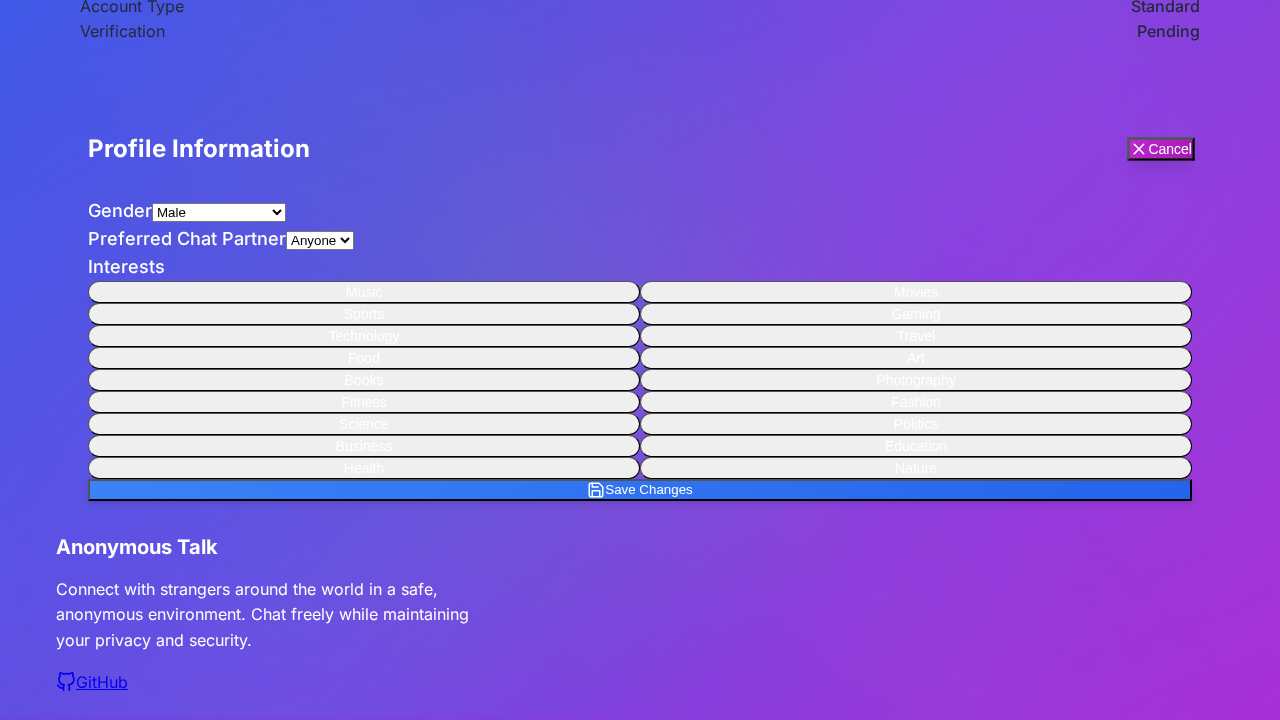 Account Type Standard
Verification Pending
Profile Information Cancel
Gender Male
Preferred Chat Partner Anyone
Interests
Music Movies
Sports Gaming
Technology Travel
Food Art
Books Photography
Fitness Fashion
Science Politics
Business Education
Health Nature
Save Changes
Anonymous Talk
Connect with strangers around the world in a safe,
anonymous environment. Chat freely while maintaining
your privacy and security.
GitHub